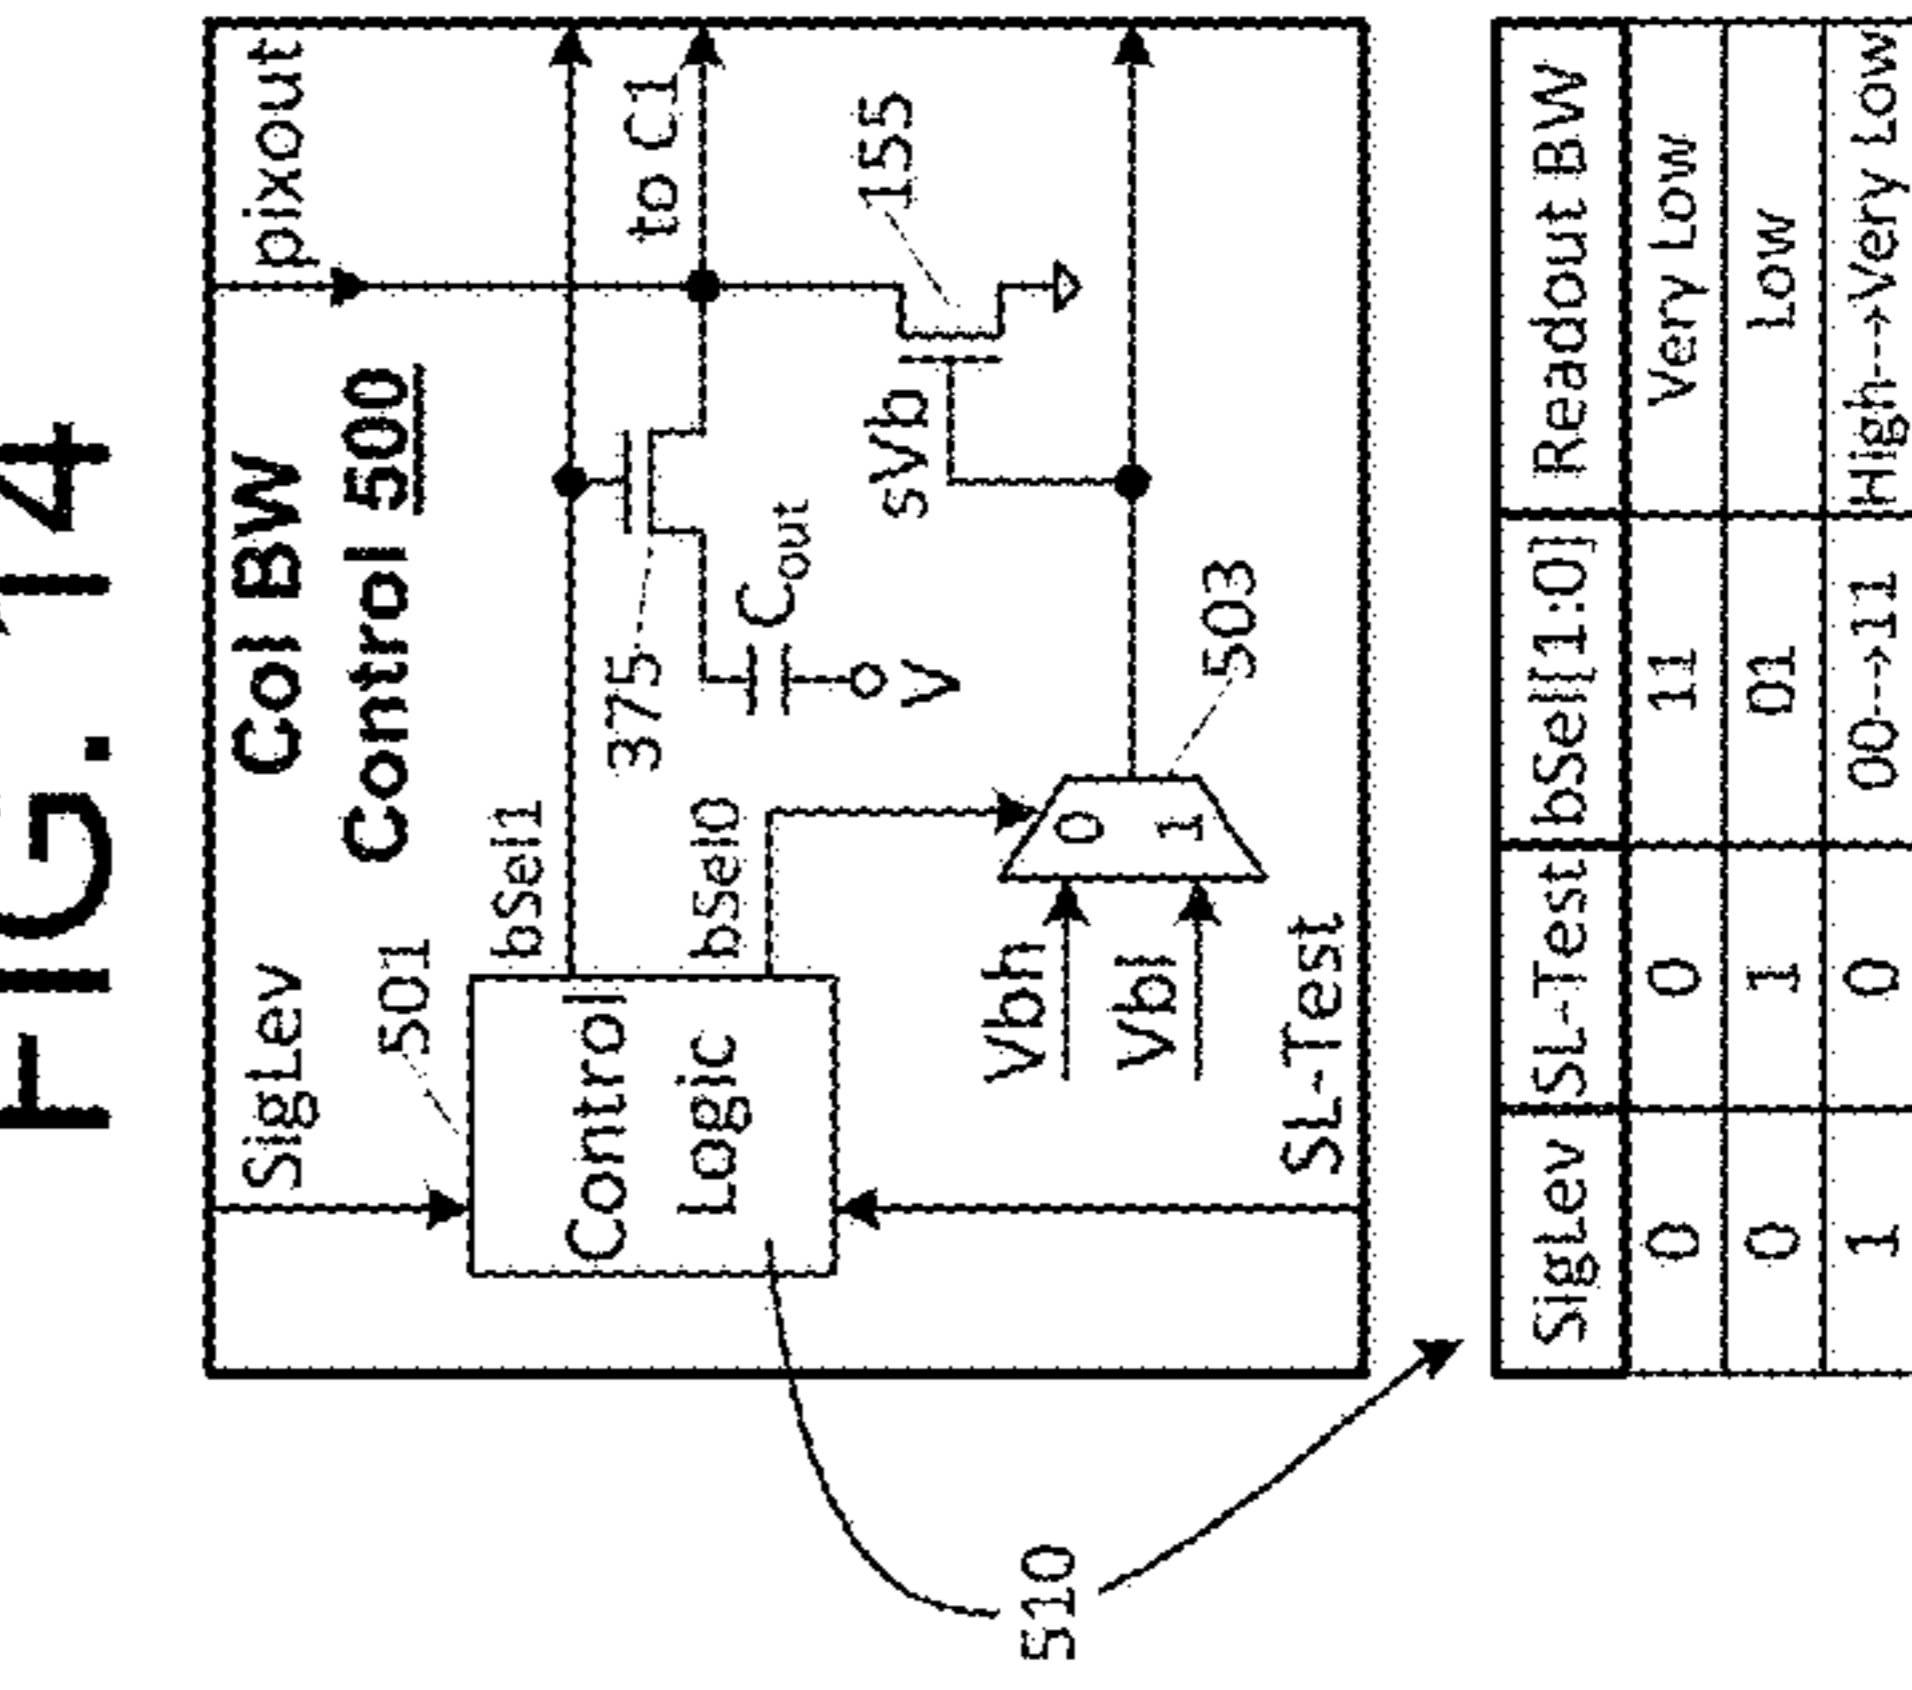 FIG. 14
Col BW
Control 500
SigLev
pixout
501
bSel1
to C1
Control
Logic
375
bSel0
Cout
V
sVb
155
Vbh
Vbl
0
1
503
SL-Test
510
SigLev SL-Test bSel[1:0] Readout BW
0 0 11 Very Low
0 1 01 Low
1 0 00-->11 High-->Very Low